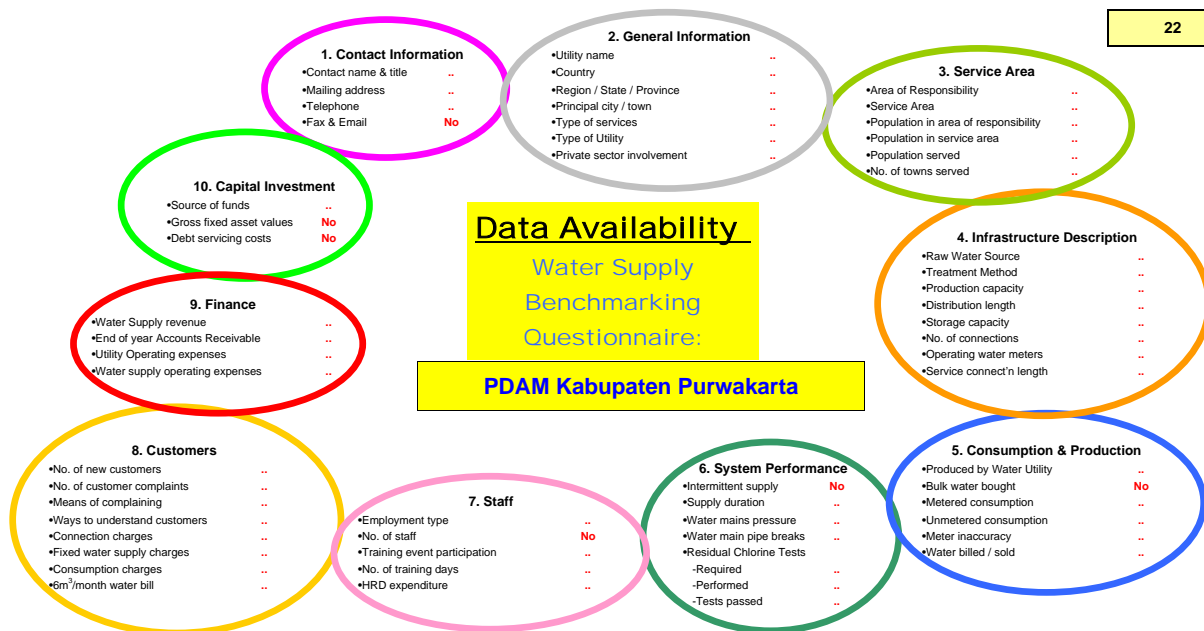 22
1. Contact Information
•Contact name & title ..
•Mailing address ..
•Telephone ..
•Fax & Email No
2. General Information
•Utility name ..
•Country ..
•Region / State / Province ..
•Principal city / town ..
•Type of services ..
•Type of Utility ..
•Private sector involvement ..
3. Service Area
•Area of Responsibility ..
•Service Area ..
•Population in area of responsibility ..
•Population in service area ..
•Population served ..
•No. of towns served ..
10. Capital Investment
•Source of funds ..
•Gross fixed asset values No
•Debt servicing costs No
Data Availability
Water Supply
Benchmarking
Questionnaire:
PDAM Kabupaten Purwakarta
4. Infrastructure Description
•Raw Water Source ..
•Treatment Method ..
•Production capacity ..
•Distribution length ..
•Storage capacity ..
•No. of connections ..
•Operating water meters ..
•Service connect'n length ..
9. Finance
•Water Supply revenue ..
•End of year Accounts Receivable ..
•Utility Operating expenses ..
•Water supply operating expenses ..
8. Customers
•No. of new customers ..
•No. of customer complaints ..
•Means of complaining ..
•Ways to understand customers ..
•Connection charges ..
•Fixed water supply charges ..
•Consumption charges ..
•6m³/month water bill ..
7. Staff
•Employment type ..
•No. of staff No
•Training event participation ..
•No. of training days ..
•HRD expenditure ..
6. System Performance
•Intermittent supply No
•Supply duration ..
•Water mains pressure ..
•Water main pipe breaks ..
•Residual Chlorine Tests
-Required ..
-Performed ..
-Tests passed ..
5. Consumption & Production
•Produced by Water Utility ..
•Bulk water bought No
•Metered consumption ..
•Unmetered consumption ..
•Meter inaccuracy ..
•Water billed / sold ..